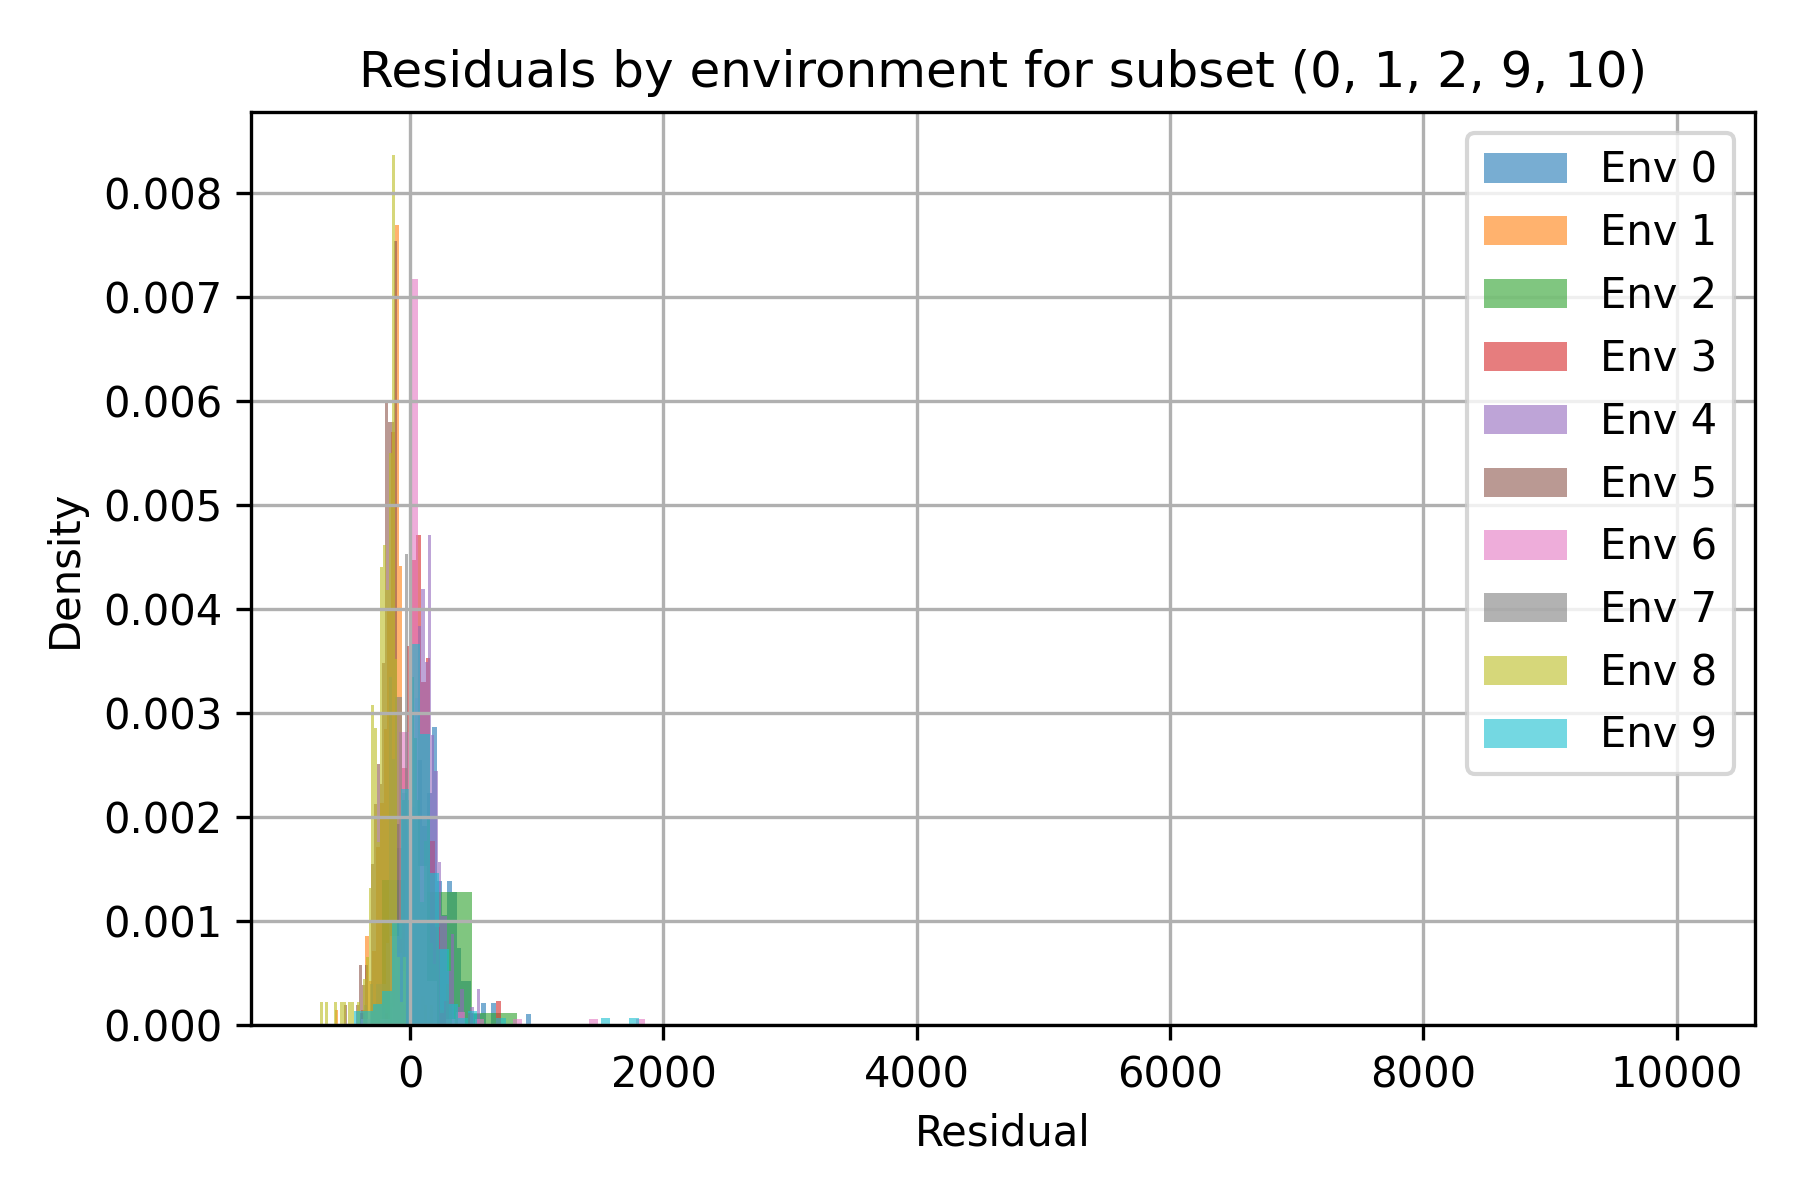 Residuals by environment for subset (0, 1, 2, 9, 10)
Env 0
Env 1
Env 2
Env 3
Env 4
Env 5
Env 6
Env 7
Env 8
Env 9
Density
0.008
0.007
0.006
0.005
0.004
0.003
0.002
0.001
0.000
0 2000 4000 6000 8000 10000
Residual